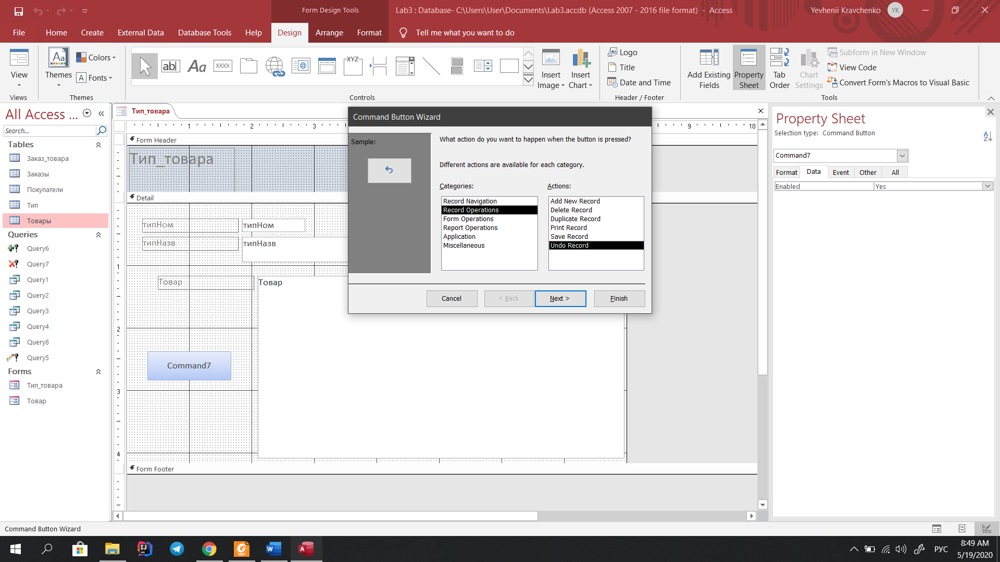 Form Design Tools
Lab3 : Database- C:\Users\User\Documents\Lab3.accdb (Access 2007 - 2016 file format) - Access
Yevhenii Kravchenko
YK
File
Home
Create
External Data
Database Tools
Help
Design
Arrange
Format
Tell me what you want to do
View
Views
Aa
Themes
Colors
A Fonts
Themes
ab
Aa
XXXX
XYZ
Controls
Insert
Image
Insert
Chart
Logo
Title
Date and Time
Header / Footer
Add Existing
Fields
Property
Sheet
Tab
Order
Chart
Settings
Subform in New Window
View Code
Convert Form's Macros to Visual Basic
Tools
All Access ...
Search...
Tables
Заказ_товара
Заказы
Покупатели
Тип
Товары
Queries
Query6
Query7
Query1
Query2
Query3
Query4
Query8
Query5
Forms
Тип_товара
Товар
Тип_товара
1 2 3 9 10
Form Header
Тип_товара
Detail
типНом
типНом
типНазв
типНазв
1
Товар
Товар
2
Command7
3
4
Form Footer
Command Button Wizard
Sample:
What action do you want to happen when the button is pressed?
Different actions are available for each category.
Categories:
Actions:
Record Navigation
Record Operations
Form Operations
Report Operations
Application
Miscellaneous
Add New Record
Delete Record
Duplicate Record
Print Record
Save Record
Undo Record
Cancel
< Back
Next >
Finish
Property Sheet
Selection type: Command Button
A
Z
Command7
Format
Data
Event
Other
All
Enabled
Yes
Command Button Wizard
IJ
PDF
W
A
РУС
8:49 AM
5/19/2020